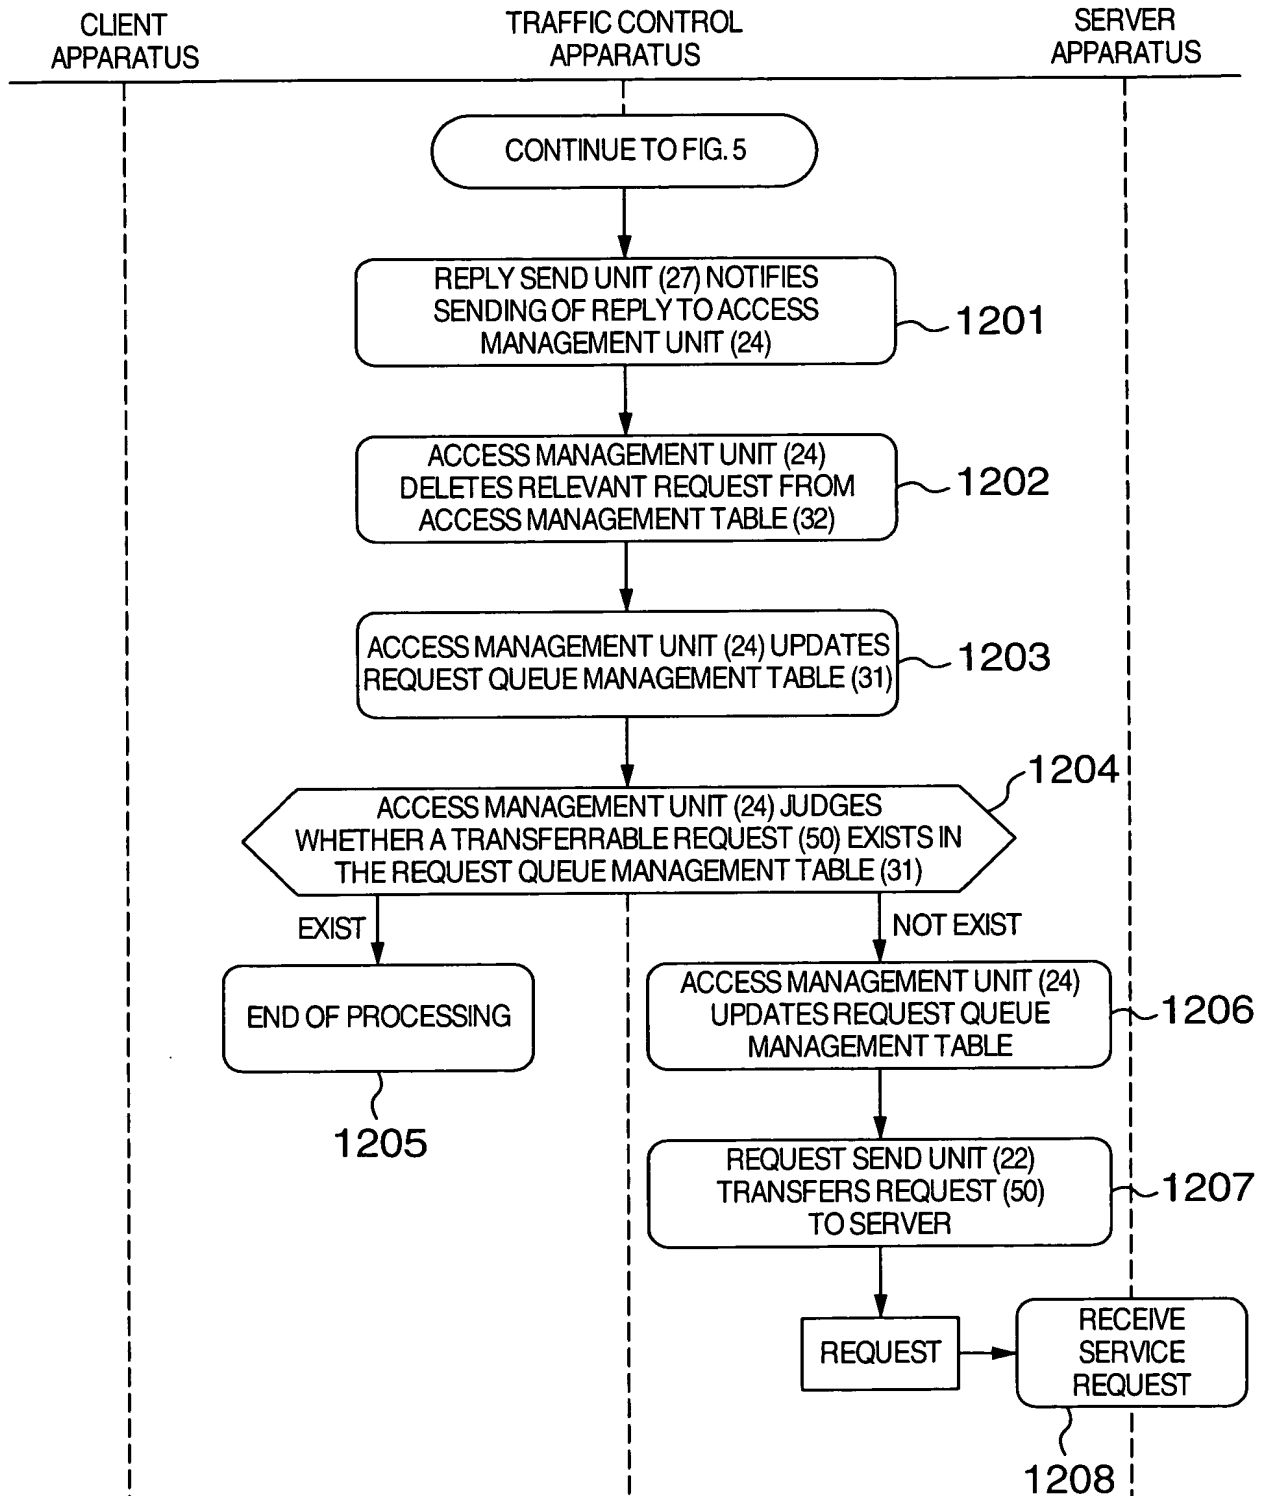 CLIENT
APPARATUS
TRAFFIC CONTROL
APPARATUS
SERVER
APPARATUS
CONTINUE TO FIG. 5
REPLY SEND UNIT (27) NOTIFIES
SENDING OF REPLY TO ACCESS
MANAGEMENT UNIT (24)
1201
ACCESS MANAGEMENT UNIT (24)
DELETES RELEVANT REQUEST FROM
ACCESS MANAGEMENT TABLE (32)
1202
ACCESS MANAGEMENT UNIT (24) UPDATES
REQUEST QUEUE MANAGEMENT TABLE (31)
1203
1204
ACCESS MANAGEMENT UNIT (24) JUDGES
WHETHER A TRANSFERRABLE REQUEST (50) EXISTS IN
THE REQUEST QUEUE MANAGEMENT TABLE (31)
EXIST
NOT EXIST
END OF PROCESSING
1205
ACCESS MANAGEMENT UNIT (24)
UPDATES REQUEST QUEUE
MANAGEMENT TABLE
1206
REQUEST SEND UNIT (22)
TRANSFERS REQUEST (50)
TO SERVER
1207
REQUEST
RECEIVE
SERVICE
REQUEST
1208